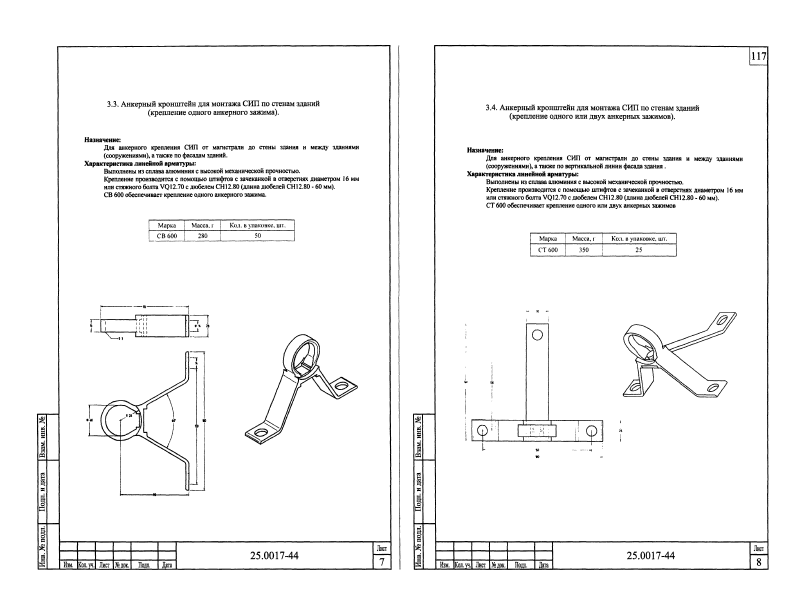 3.3. Анкерный кронштейн для монтажа СИП по стенам зданий
(крепление одного анкерного зажима).
Назначение:
Для анкерного крепления СИП от магистрали до стены здания и между зданиями
(сооружениями), а также по фасадам зданий.
Характеристика линейной арматуры:
Выполнены из сплава алюминия с высокой механической прочностью.
Крепление производится с помощью штифтов с зачеканкой в отверстиях диаметром 16 мм
или стяжного болта VQ12.70 с дюбелем CH12.80 (длина дюбелей CH12.80 - 60 мм).
СВ 600 обеспечивает крепление одного анкерного зажима.
Марка Масса, г Кол. в упаковке, шт.
СВ 600 280 50
Взам. инв. №
Подп. и дата
Инв. № подл.
Изм. Кол. уч. Лист № док. Подп. Дата
25.0017-44
Лист
7
117
3.4. Анкерный кронштейн для монтажа СИП по стенам зданий
(крепление одного или двух анкерных зажимов).
Назначение:
Для анкерного крепления СИП от магистрали до стены здания и между зданиями
(сооружениями), а также по вертикальной линии фасада здания .
Характеристика линейной арматуры:
Выполнены из сплава алюминия с высокой механической прочностью.
Крепление производится с помощью штифтов с зачеканкой в отверстиях диаметром 16 мм
или стяжного болта VQ12.70 с дюбелем CH12.80 (длина дюбелей CH12.80 - 60 мм).
СТ 600 обеспечивает крепление одного или двух анкерных зажимов
Марка Масса, г Кол. в упаковке, шт.
СТ 600 350 25
Взам. инв. №
Подп. и дата
Инв. № подл.
Изм. Кол. уч. Лист № док. Подп. Дата
25.0017-44
Лист
8